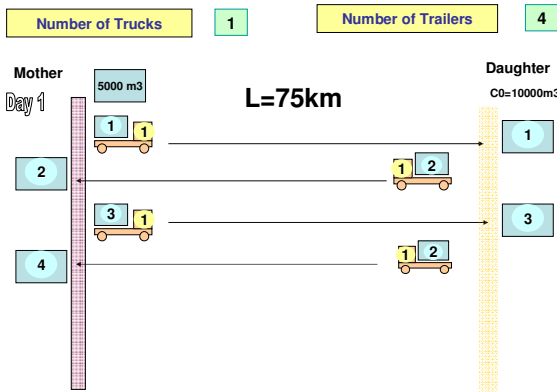 Number of Trucks 1 Number of Trailers 4
Mother Daughter
Day 1 5000 m3 L=75km C0=10000m3
1 1 1
2 1 2
3 1 3
4 1 2